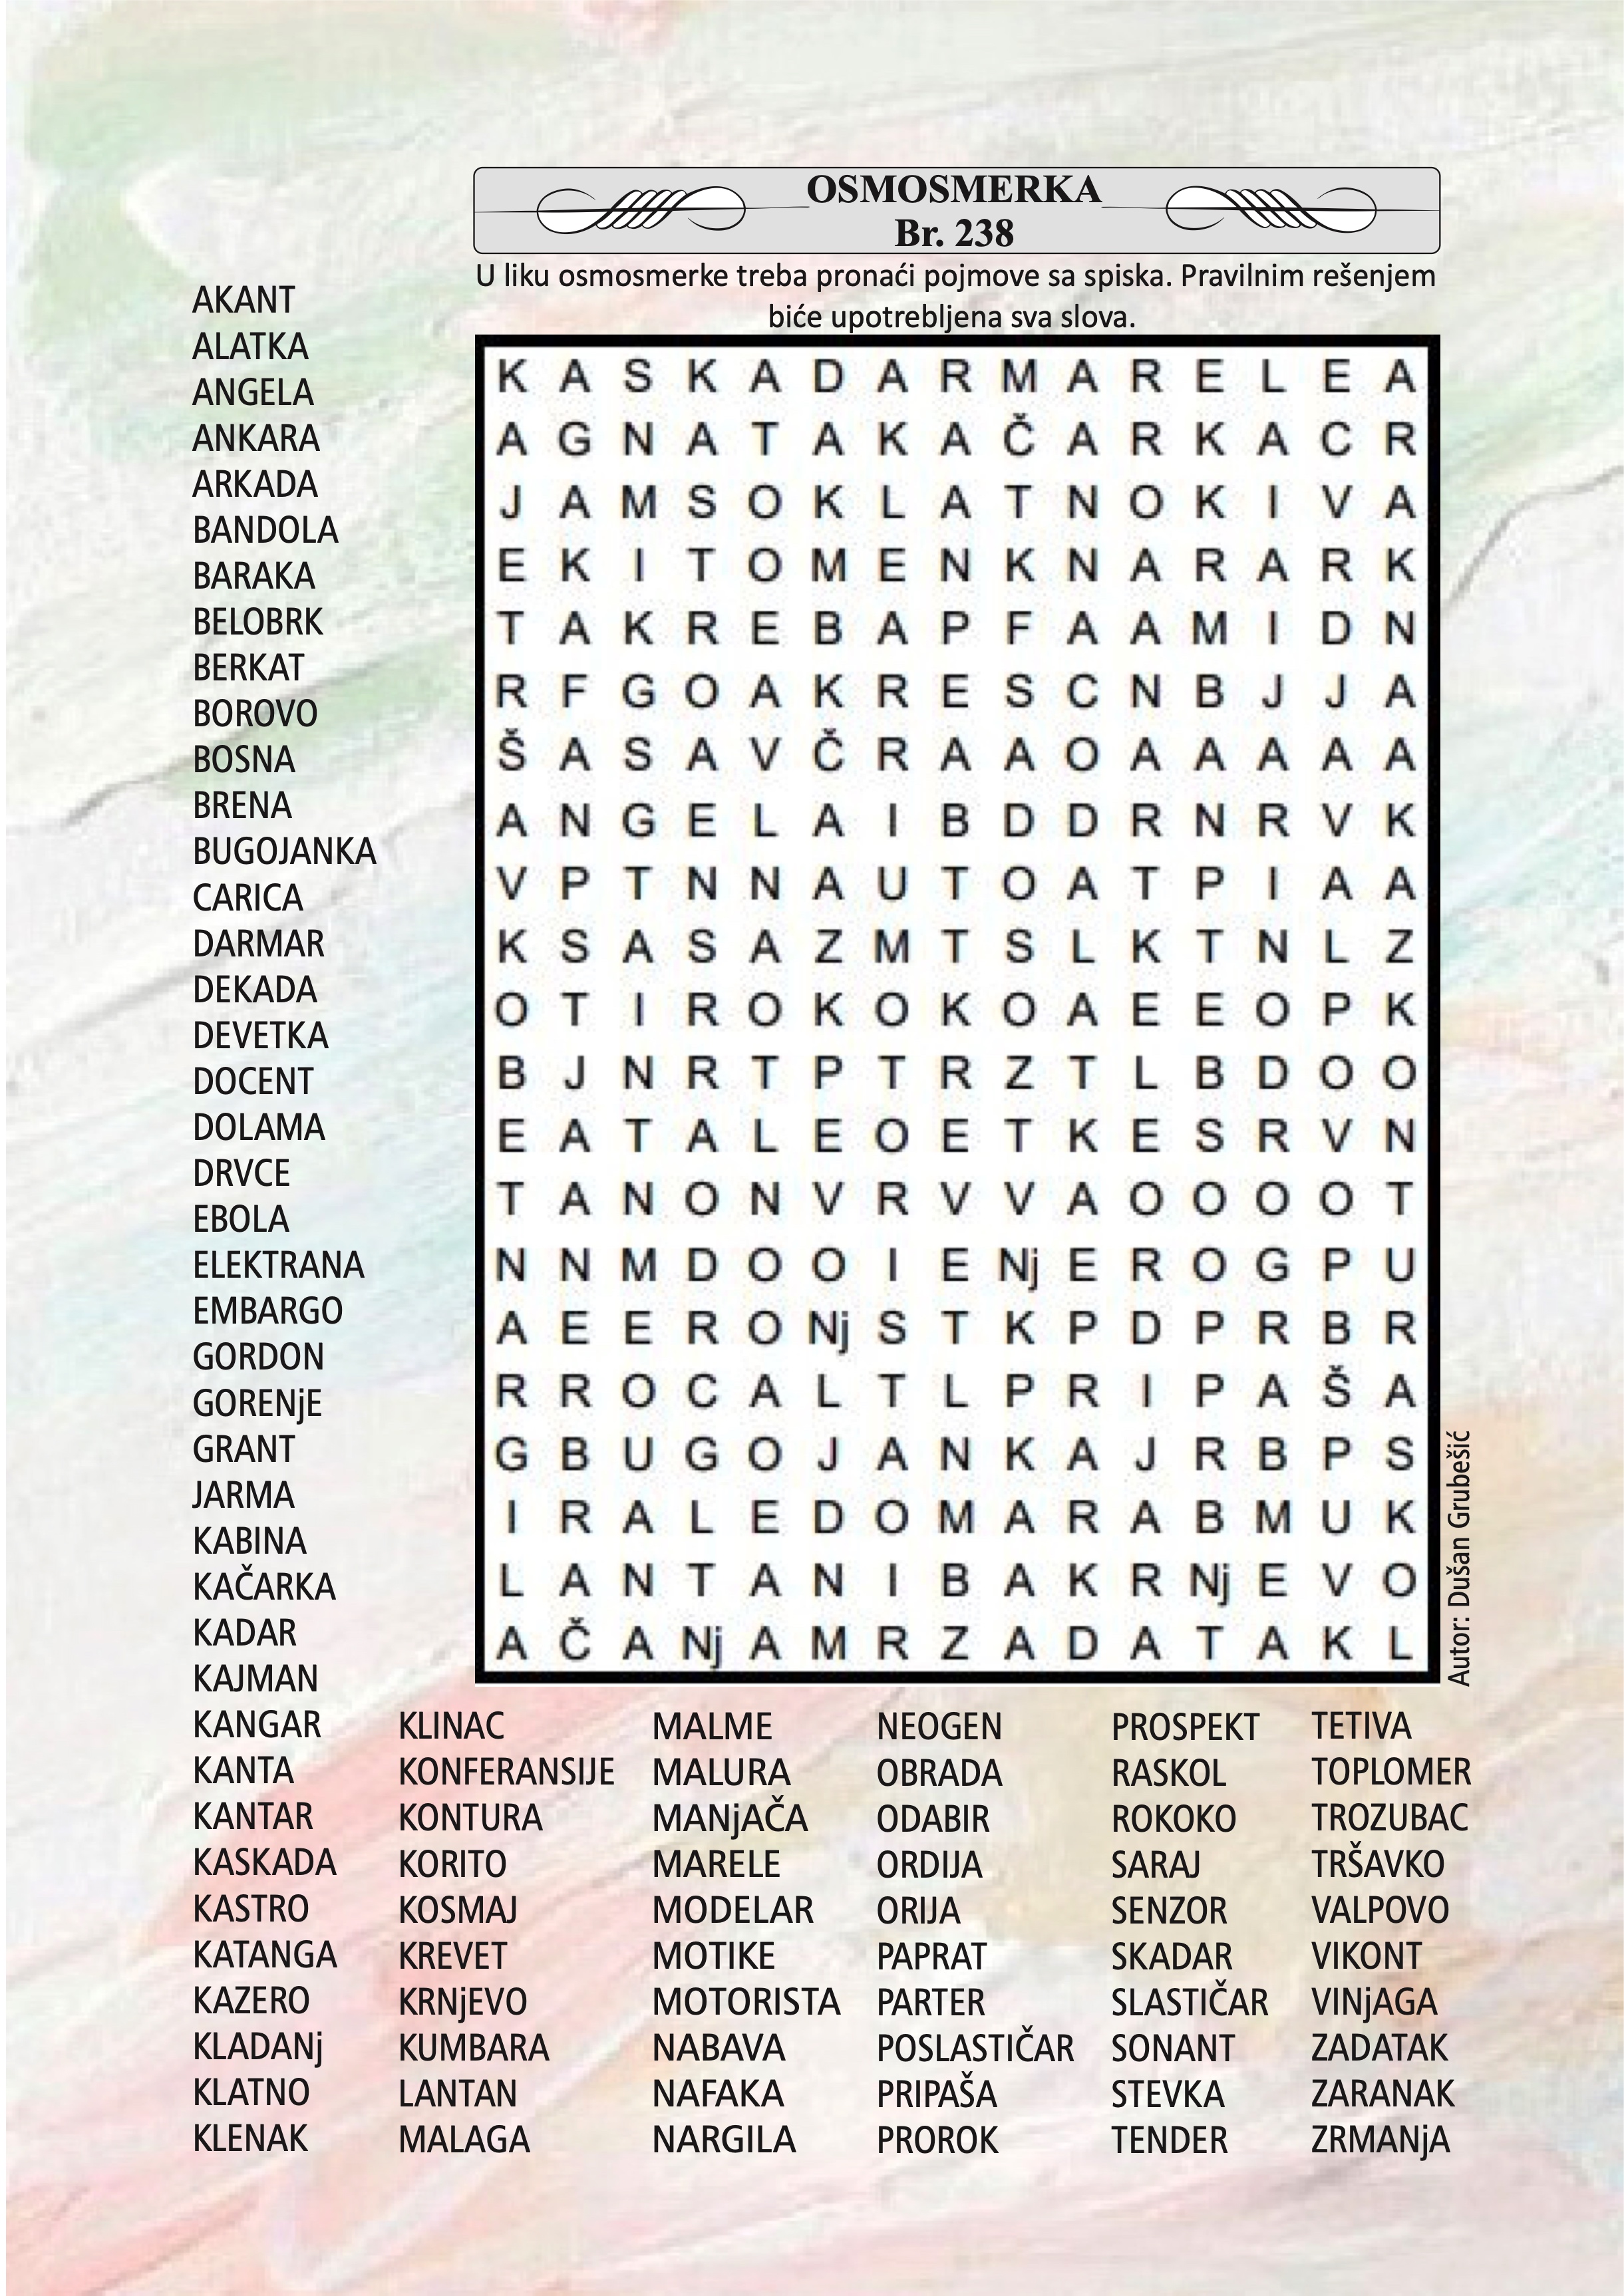 OSMOSMERKA
Br. 238
U liku osmosmerke treba pronaći pojmove sa spiska. Pravilnim rešenjem
biće upotrebljena sva slova.
AKANT
ALATKA
ANGELA
ANKARA
ARKADA
BANDOLA
BARAKA
BELOBRK
BERKAT
BOROVO
BOSNA
BRENA
BUGOJANKA
CARICA
DARMAR
DEKADA
DEVETKA
DOCENT
DOLAMA
DRVCE
EBOLA
ELEKTRANA
EMBARGO
GORDON
GORENjE
GRANT
JARMA
KABINA
KAČARKA
KADAR
KAJMAN
KANGAR
KANTA
KANTAR
KASKADA
KASTRO
KATANGA
KAZERO
KLADANj
KLATNO
KLENAK
K A S K A D A R M A R E L E A
A G N A T A K A Č A R K A C R
J A M S O K L A T N O K I V A
E K I T O M E N K N A R A R K
T A K R E B A P F A A M I D N
R F G O A K R E S C N B J J A
Š A S A V Č R A A O A A A A A
A N G E L A I B D D R N R V K
V P T N N A U T O A T P I A A
K S A S A Z M T S L K T N L Z
O T I R O K O K O A E E O P K
B J N R T P T R Z T L B D O O
E A T A L E O E T K E S R V N
T A N O N V R V V A O O O O T
N N M D O O I E Nj E R O G P U
A E E R O Nj S T K P D P R B R
R R O C A L T L P R I P A Š A
G B U G O J A N K A J R B P S
I R A L E D O M A R A B M U K
L A N T A N I B A K R Nj E V O
A Č A Nj A M R Z A D A T A K L
Autor: Dušan Grubešić
KLINAC
KONFERANSIJE
KONTURA
KORITO
KOSMAJ
KREVET
KRNjEVO
KUMBARA
LANTAN
MALAGA
MALME
MALURA
MANjAČA
MARELE
MODELAR
MOTIKE
MOTORISTA
NABAVA
NAFAKA
NARGILA
NEOGEN
OBRADA
ODABIR
ORDIJA
ORIJA
PAPRAT
PARTER
POSLASTIČAR
PRIPAŠA
PROROK
PROSPEKT
RASKOL
ROKOKO
SARAJ
SENZOR
SKADAR
SLASTIČAR
SONANT
STEVKA
TENDER
TETIVA
TOPLOMER
TROZUBAC
TRŠAVKO
VALPOVO
VIKONT
VINjAGA
ZADATAK
ZARANAK
ZRMANjA